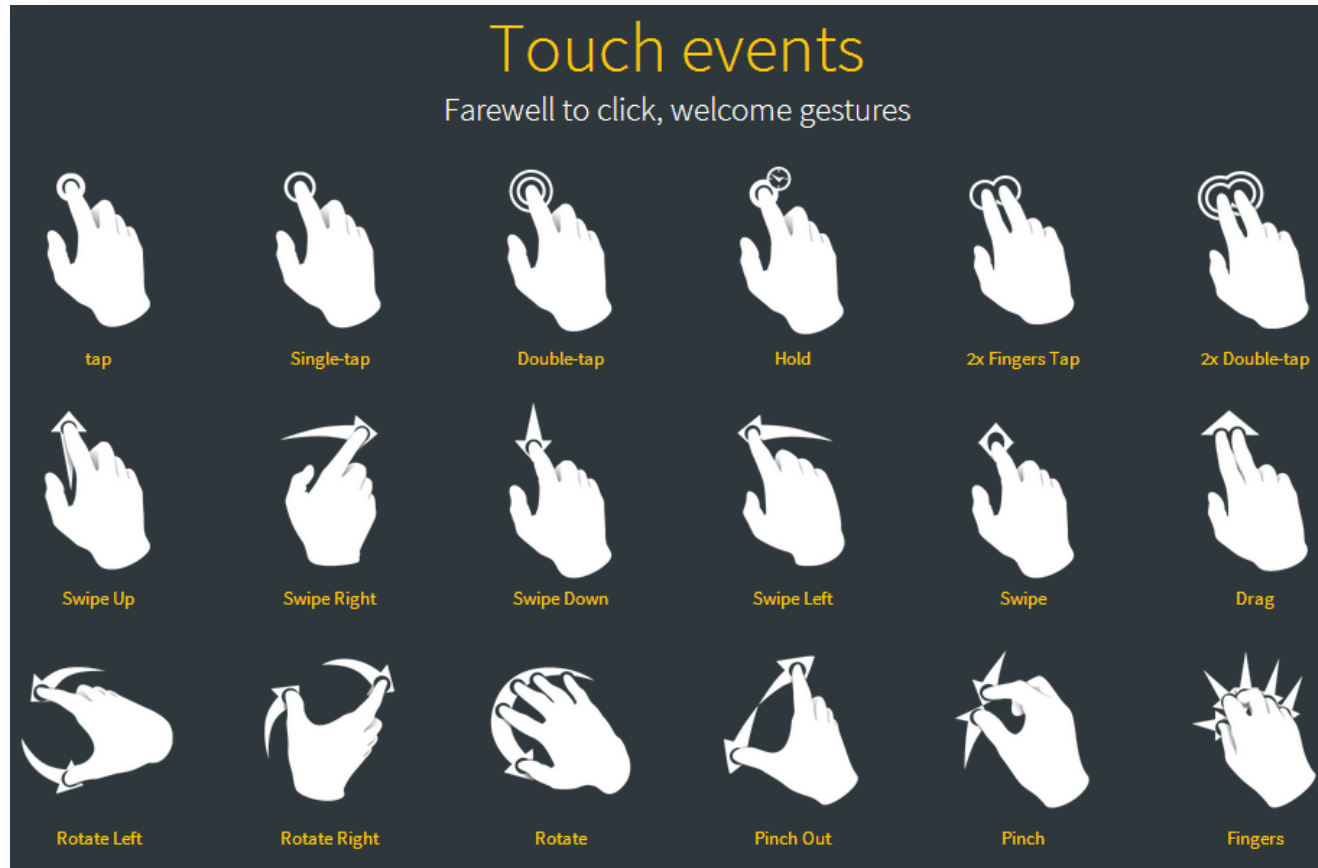 Touch events
Farewell to click, welcome gestures
tap
Single-tap
Double-tap
Hold
2x Fingers Tap
2x Double-tap
Swipe Up
Swipe Right
Swipe Down
Swipe Left
Swipe
Drag
Rotate Left
Rotate Right
Rotate
Pinch Out
Pinch
Fingers